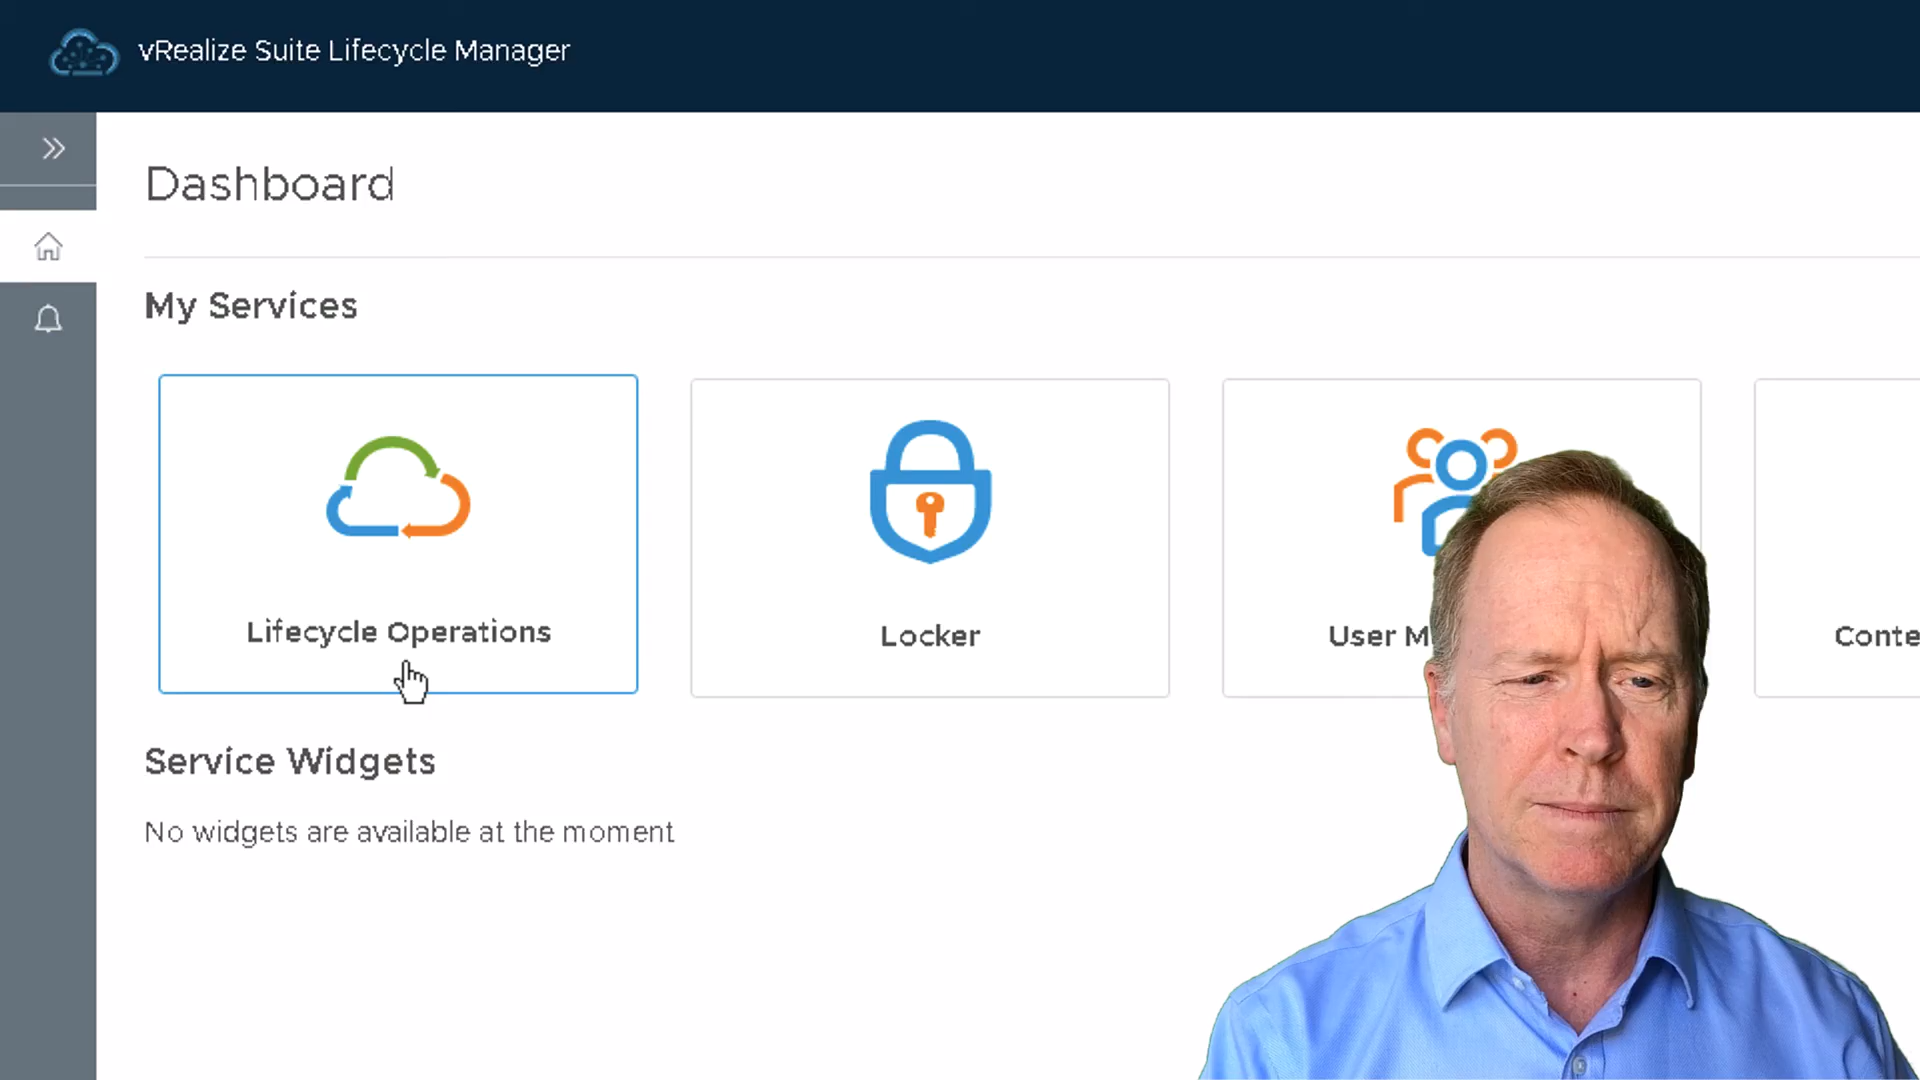 vRealize Suite Lifecycle Manager
Dashboard
My Services
Lifecycle Operations
Locker
User M
Conte
Service Widgets
No widgets are available at the moment